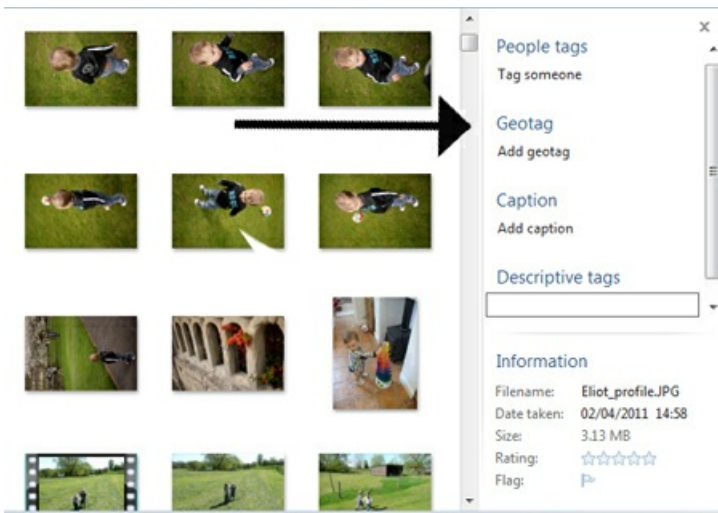 People tags
Tag someone
Geotag
Add geotag
Caption
Add caption
Descriptive tags
Information
Filename: Eliot_profile.JPG
Date taken: 02/04/2011 14:58
Size: 3.13 MB
Rating:
Flag: